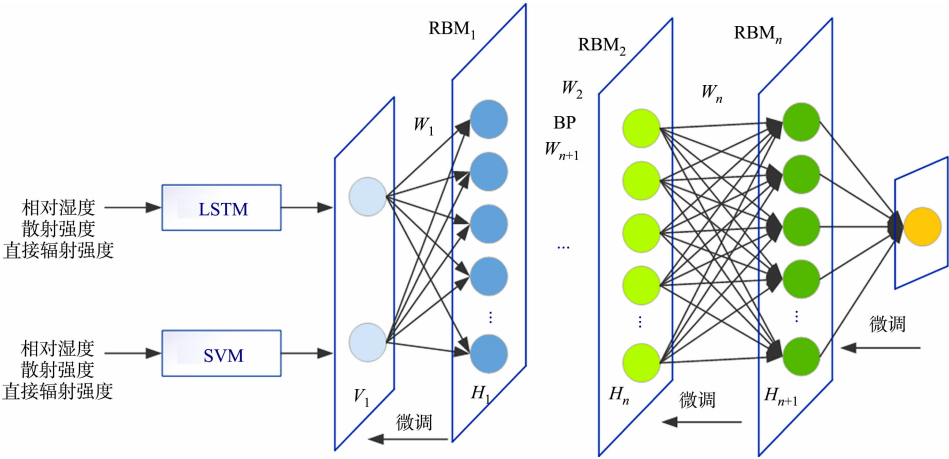 RBM₁
RBM₂
RBMₙ
W₁
W₂
Wₙ
BP
Wₙ₊₁
相对湿度
散射强度
直接辐射强度
LSTM
...
...
...
...
相对湿度
散射强度
直接辐射强度
SVM
微调
V₁
H₁
Hₙ
Hₙ₊₁
微调
微调